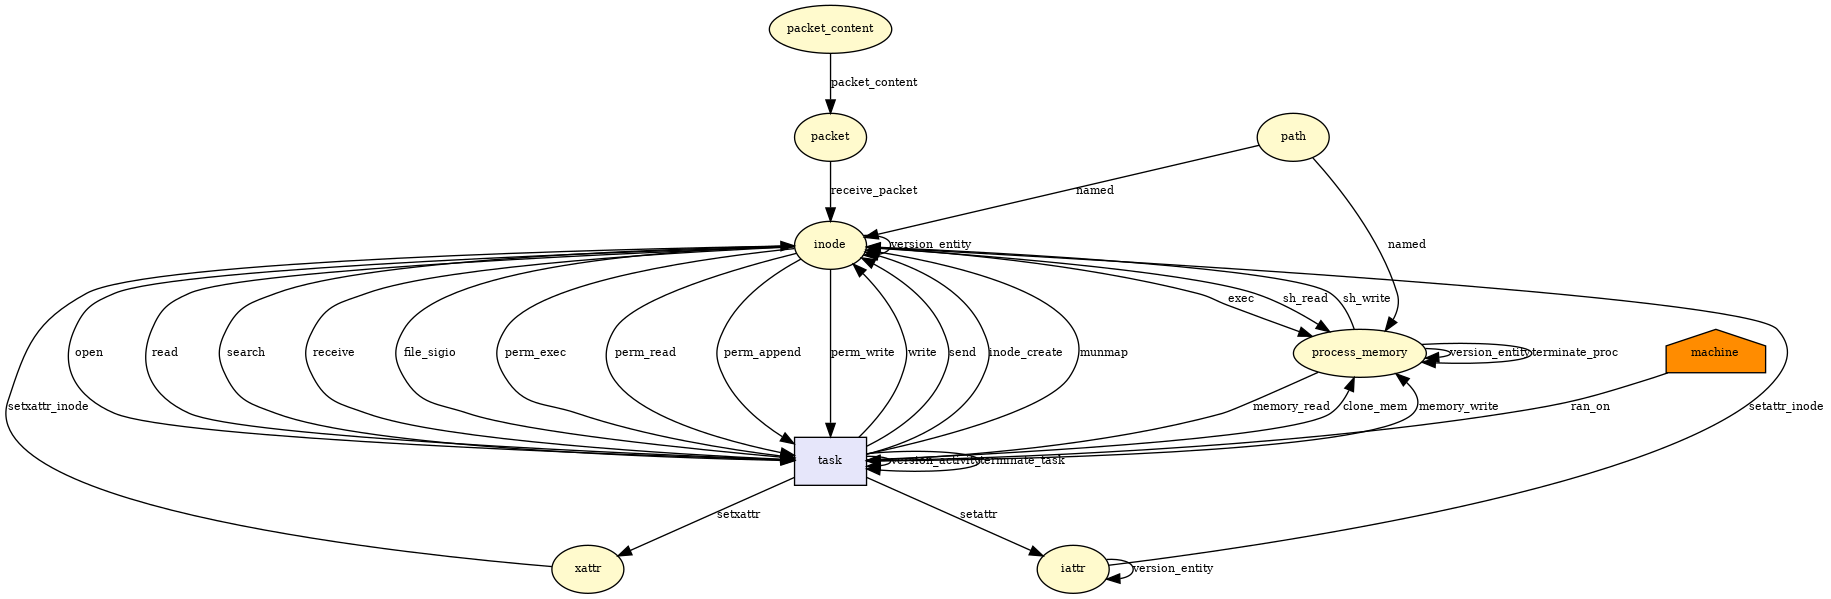 packet_content
packet_content
packet
path
receive_packet
named
inode
version_entity
named
exec
sh_read
sh_write
open
read
search
receive
file_sigio
perm_exec
perm_read
perm_append
perm_write
write
send
inode_create
munmap
process_memory
version_entity
terminate_proc
machine
setxattr_inode
memory_read
clone_mem
memory_write
ran_on
setattr_inode
task
version_activity
terminate_task
setxattr
setattr
xattr
iattr
version_entity